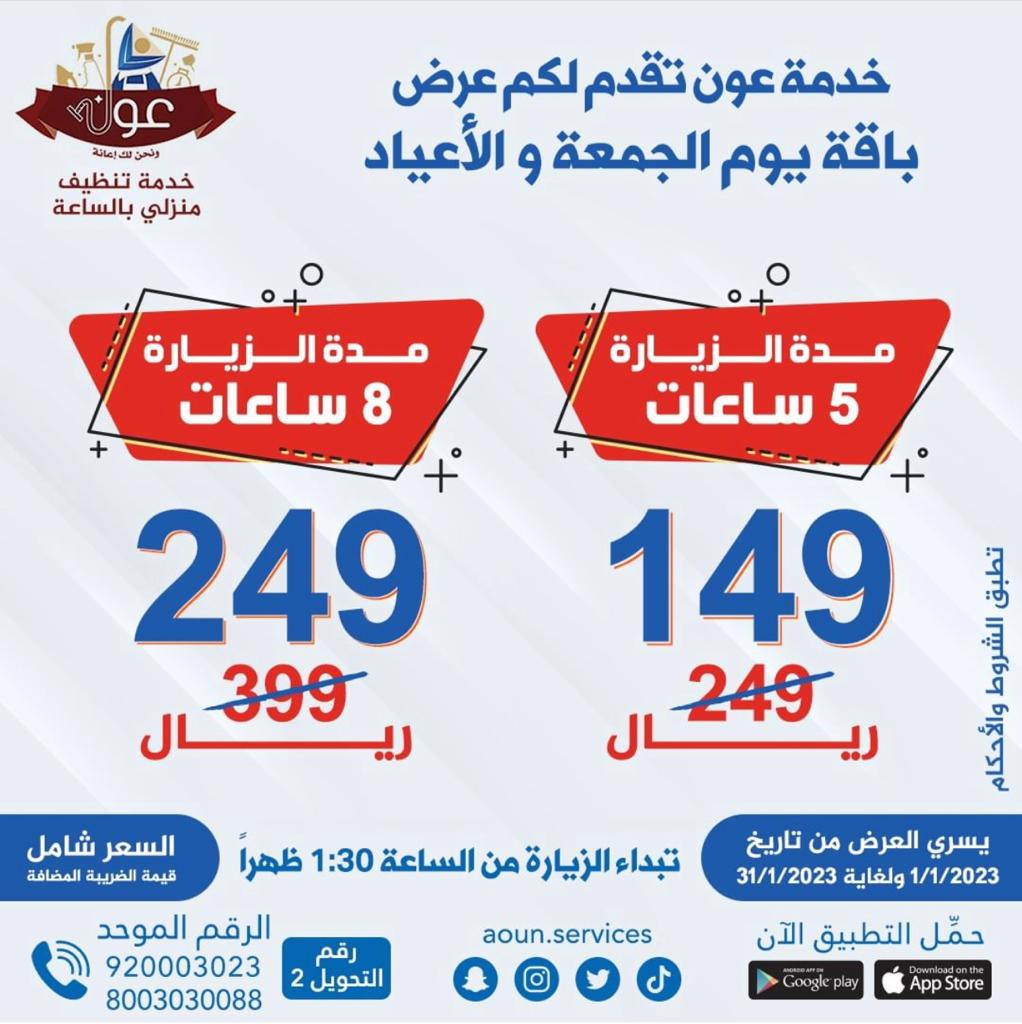 خدمة عون تقدم لكم عرض
باقة يوم الجمعة و الأعياد
عون
ونحن لك إعانة
خدمة تنظيف
منزلي بالساعة
مدة الزيارة
5 ساعات
149
249
ريال
مدة الزيارة
8 ساعات
249
399
ريال
تطبق الشروط والأحكام
يسري العرض من تاريخ
1/1/2023 ولغاية 31/1/2023
تبداء الزيارة من الساعة 1:30 ظهراً
السعر شامل
قيمة الضريبة المضافة
حمِّل التطبيق الآن
Download on the
App Store
ANDROID APP ON
Google play
aoun.services
رقم
التحويل 2
الرقم الموحد
920003023
8003030088